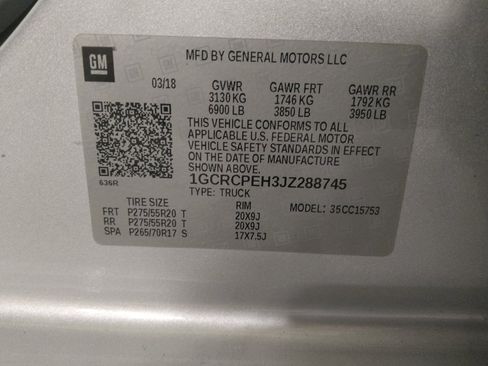 GM
MFD BY GENERAL MOTORS LLC
03/18 GVWR GAWR FRT GAWR RR
3130 KG 1746 KG 1792 KG
6900 LB 3850 LB 3950 LB
THIS VEHICLE CONFORMS TO ALL
APPLICABLE U.S. FEDERAL MOTOR
VEHICLE SAFETY STANDARDS IN EFFECT
ON THE DATE OF MANUFACTURE SHOWN ABOVE.
1GCRCPEH3JZ288745
636R TYPE: TRUCK
TIRE SIZE RIM MODEL: 35CC15753
FRT P275/55R20 T 20X9J
RR P275/55R20 T 20X9J
SPA P265/70R17 S 17X7.5J